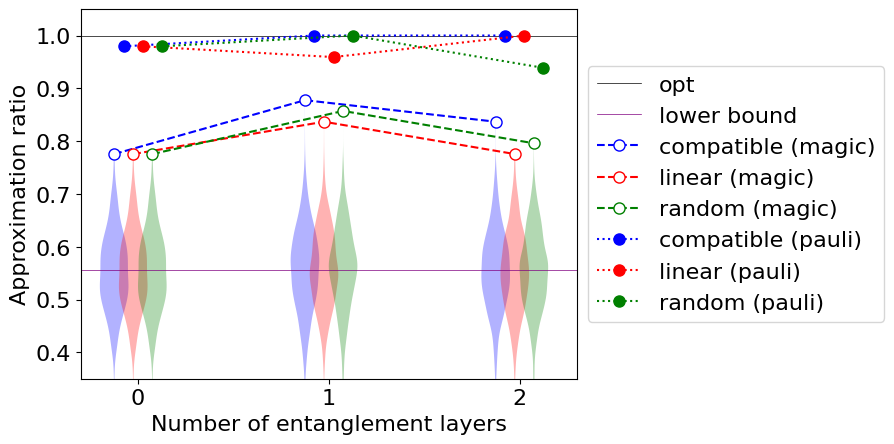 1.0
0.9
0.8
0.7
0.6
0.5
0.4
Approximation ratio
0 1 2
Number of entanglement layers
opt
lower bound
compatible (magic)
linear (magic)
random (magic)
compatible (pauli)
linear (pauli)
random (pauli)